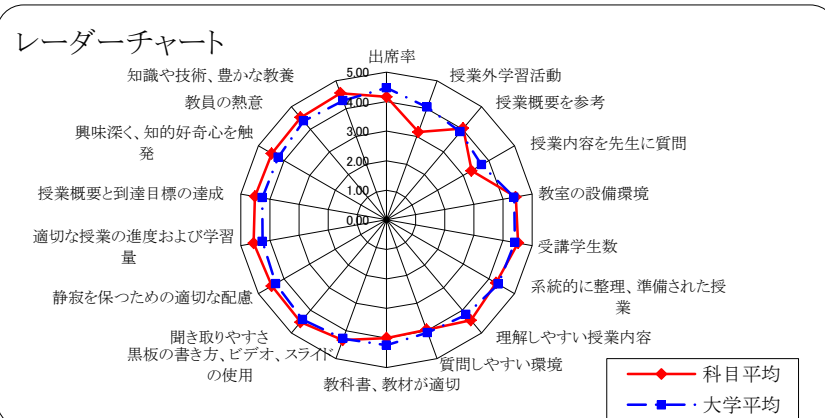 レーダーチャート
出席率
授業外学習活動
授業概要を参考
授業内容を先生に質問
教室の設備環境
受講学生数
系統的に整理、準備された授
業
理解しやすい授業内容
質問しやすい環境
教科書、教材が適切
黒板の書き方、ビデオ、スライド
の使用
聞き取りやすさ
静寂を保つための適切な配慮
適切な授業の進度および学習
量
授業概要と到達目標の達成
興味深く、知的好奇心を触
発
教員の熱意
知識や技術、豊かな教養
5.00
4.00
3.00
2.00
1.00
0.00
科目平均
大学平均